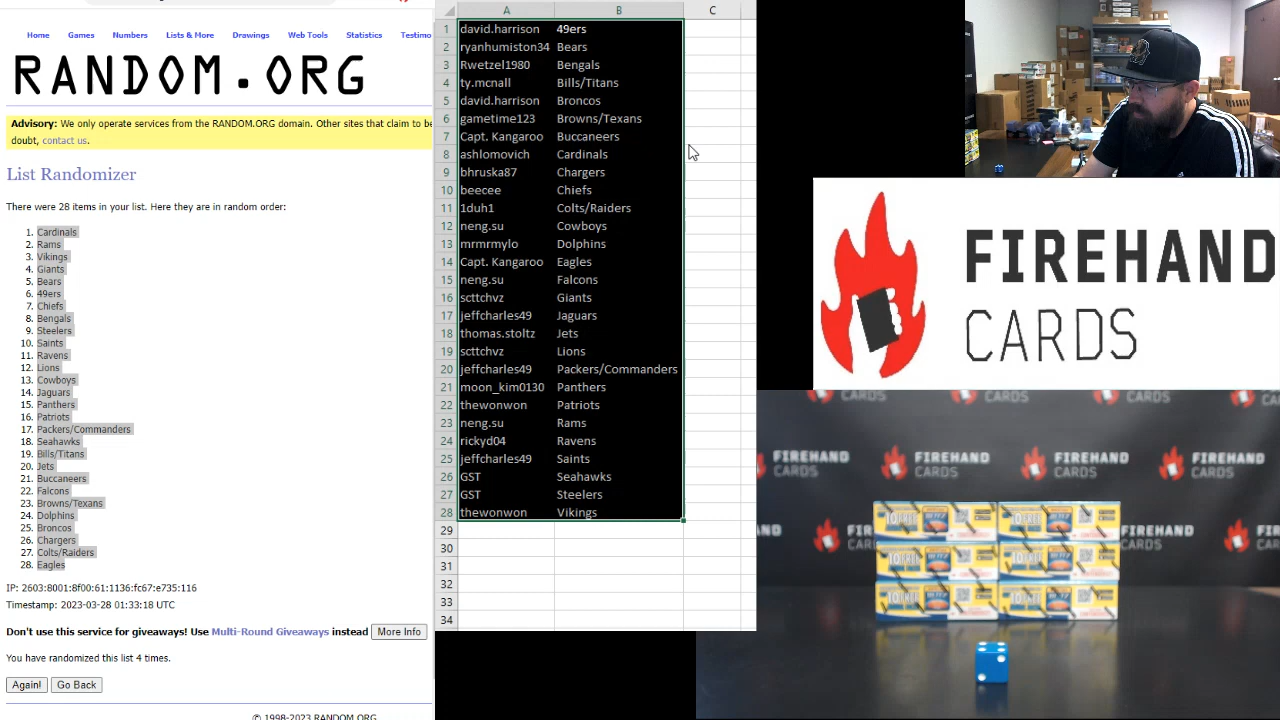 Home Games Numbers Lists & More Drawings Web Tools Statistics Testimo
RANDOM.ORG
Advisory: We only operate services from the RANDOM.ORG domain. Other sites that claim to be
doubt, contact us.
List Randomizer
There were 28 items in your list. Here they are in random order:
1. Cardinals
2. Rams
3. Vikings
4. Giants
5. Bears
6. 49ers
7. Chiefs
8. Bengals
9. Steelers
10. Saints
11. Ravens
12. Lions
13. Cowboys
14. Jaguars
15. Panthers
16. Patriots
17. Packers/Commanders
18. Seahawks
19. Bills/Titans
20. Jets
21. Buccaneers
22. Falcons
23. Browns/Texans
24. Dolphins
25. Broncos
26. Chargers
27. Colts/Raiders
28. Eagles
IP: 2603:8001:8f00:61:1136:fc67:e735:116
Timestamp: 2023-03-28 01:33:18 UTC
Don't use this service for giveaways! Use Multi-Round Giveaways instead More Info
You have randomized this list 4 times.
Again! Go Back
© 1998-2023 RANDOM.ORG
A B C
1 david.harrison 49ers
2 ryanhumiston34 Bears
3 Rwetzel1980 Bengals
4 ty.mcnall Bills/Titans
5 david.harrison Broncos
6 gametime123 Browns/Texans
7 Capt. Kangaroo Buccaneers
8 ashlomovich Cardinals
9 bhruska87 Chargers
10 beecee Chiefs
11 1duh1 Colts/Raiders
12 neng.su Cowboys
13 mrmrmylo Dolphins
14 Capt. Kangaroo Eagles
15 neng.su Falcons
16 scttchvz Giants
17 jeffcharles49 Jaguars
18 thomas.stoltz Jets
19 scttchvz Lions
20 jeffcharles49 Packers/Commanders
21 moon_kim0130 Panthers
22 thewonwon Patriots
23 neng.su Rams
24 rickyd04 Ravens
25 jeffcharles49 Saints
26 GST Seahawks
27 GST Steelers
28 thewonwon Vikings
29
30
31
32
33
34
FIREHAND
CARDS
CARDS CARDS CARDS CARDS
FIREHAND CARDS FIREHAND CARDS FIREHAND CARDS
FIREHAND CARDS